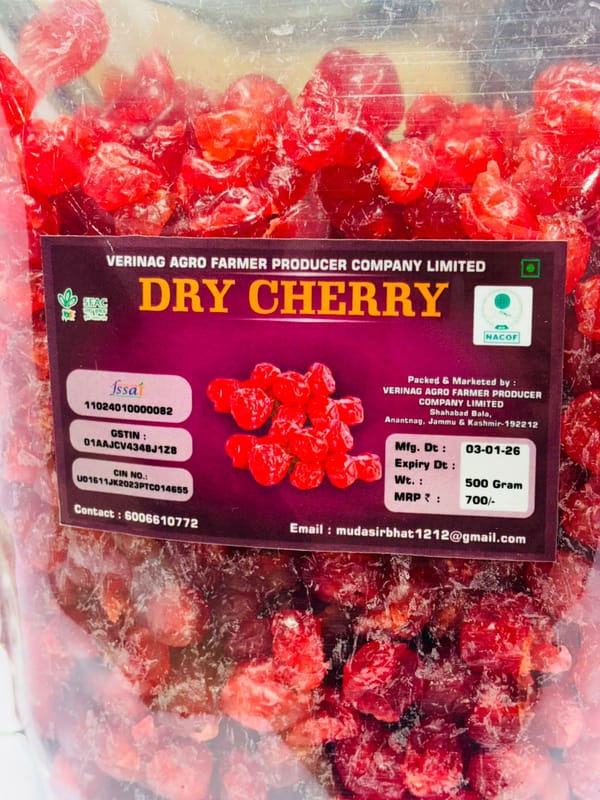 VERINAG AGRO FARMER PRODUCER COMPANY LIMITED
DRY CHERRY
SFAC
NACOF
fssai
11024010000082
GSTIN :
01AAJCV4348J1Z8
CIN NO.:
U01611JK2023PTC014655
Contact : 6006610772
Packed & Marketed by :
VERINAG AGRO FARMER PRODUCER
COMPANY LIMITED
Shahabad Bala,
Anantnag, Jammu & Kashmir-192212
Mfg. Dt : 03-01-26
Expiry Dt :
Wt. : 500 Gram
MRP ₹ : 700/-
Email : mudasirbhat1212@gmail.com